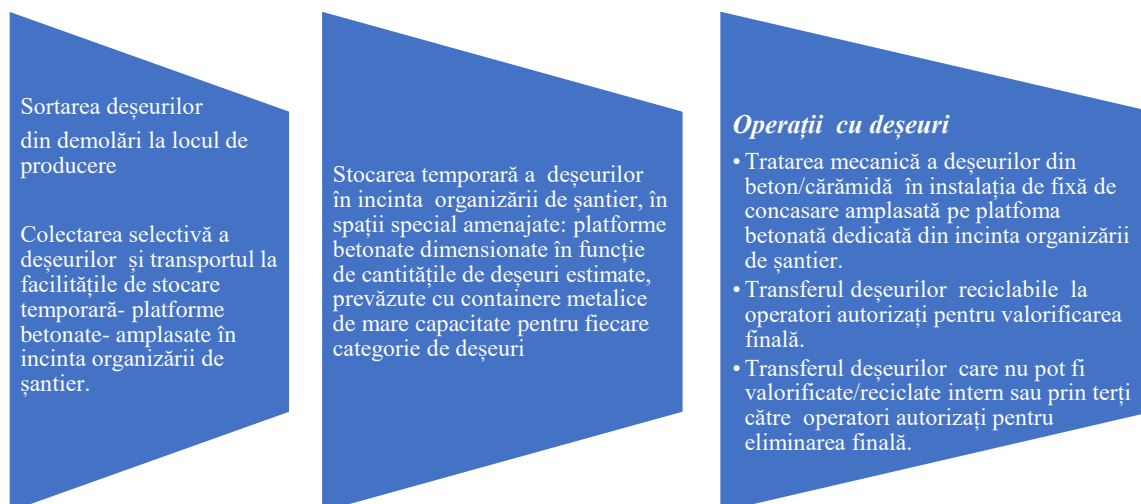 Sortarea deșeurilor
din demolări la locul de
producere
Colectarea selectivă a
deșeurilor și transportul la
facilitățile de stocare
temporară- platforme
betonate- amplasate în
incinta organizării de
șantier.
Stocarea temporară a deșeurilor
în incinta organizării de șantier, în
spații special amenajate: platforme
betonate dimensionate în funcție
de cantitățile de deșeuri estimate,
prevăzute cu containere metalice
de mare capacitate pentru fiecare
categorie de deșeuri
Operații cu deșeuri
• Tratarea mecanică a deșeurilor din
beton/cărămidă în instalația de fixă de
concasare amplasată pe platfoma
betonată dedicată din incinta organizării
de șantier.
• Transferul deșeurilor reciclabile la
operatori autorizați pentru valorificarea
finală.
• Transferul deșeurilor care nu pot fi
valorificate/reciclate intern sau prin terți
către operatori autorizați pentru
eliminarea finală.